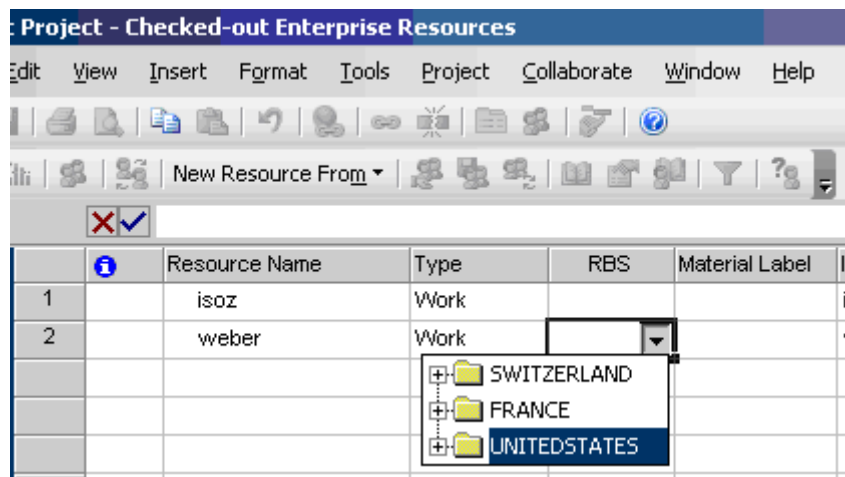 t Project - Checked-out Enterprise Resources
Edit View Insert Format Tools Project Collaborate Window Help
New Resource From
Resource Name Type RBS Material Label
1 isoz Work
2 weber Work
SWITZERLAND
FRANCE
UNITEDSTATES